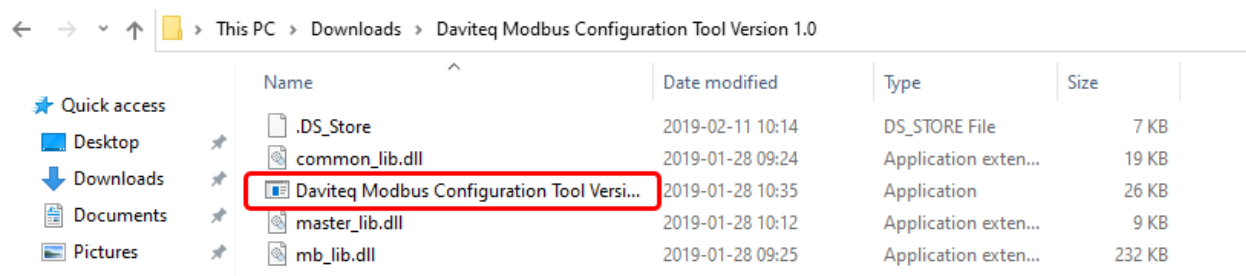 This PC > Downloads > Daviteq Modbus Configuration Tool Version 1.0
Name Date modified Type Size
Quick access
.DS_Store 2019-02-11 10:14 DS_STORE File 7 KB
Desktop
common_lib.dll 2019-01-28 09:24 Application exten... 19 KB
Downloads
Daviteq Modbus Configuration Tool Versi... 2019-01-28 10:35 Application 26 KB
Documents
master_lib.dll 2019-01-28 10:12 Application exten... 9 KB
Pictures
mb_lib.dll 2019-01-28 09:25 Application exten... 232 KB